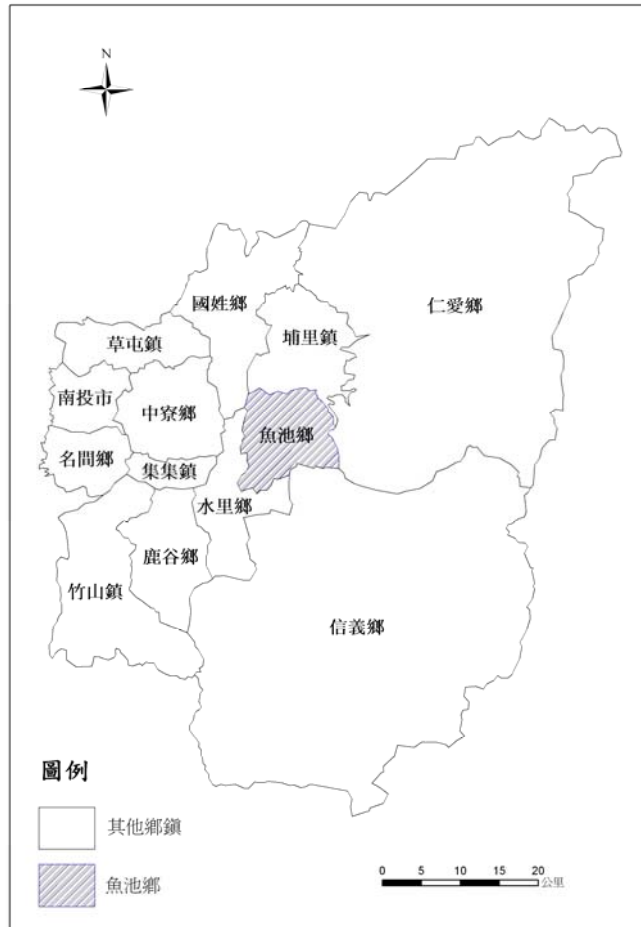 N
國姓鄉
仁愛鄉
埔里鎮
草屯鎮
南投市
中寮鄉
魚池鄉
名間鄉
集集鎮
水里鄉
鹿谷鄉
竹山鎮
信義鄉
圖例
其他鄉鎮
魚池鄉
0 5 10 15 20
公里